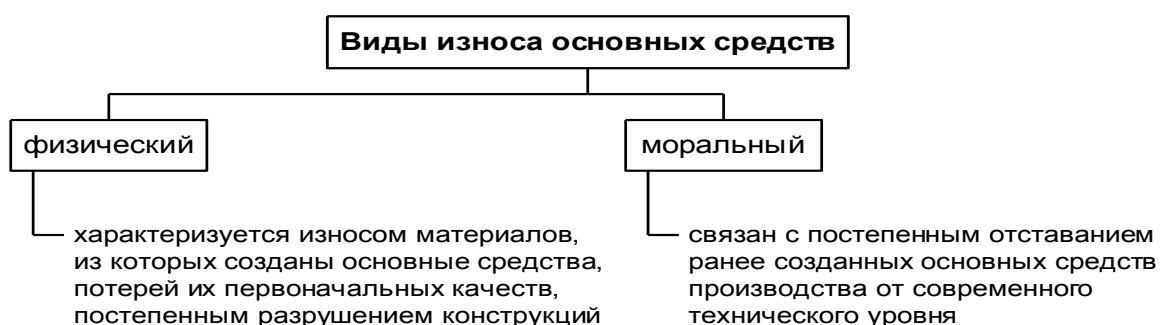 Виды износа основных средств
физический
моральный
характеризуется износом материалов,
из которых созданы основные средства,
потерей их первоначальных качеств,
постепенным разрушением конструкций
связан с постепенным отставанием
ранее созданных основных средств
производства от современного
технического уровня